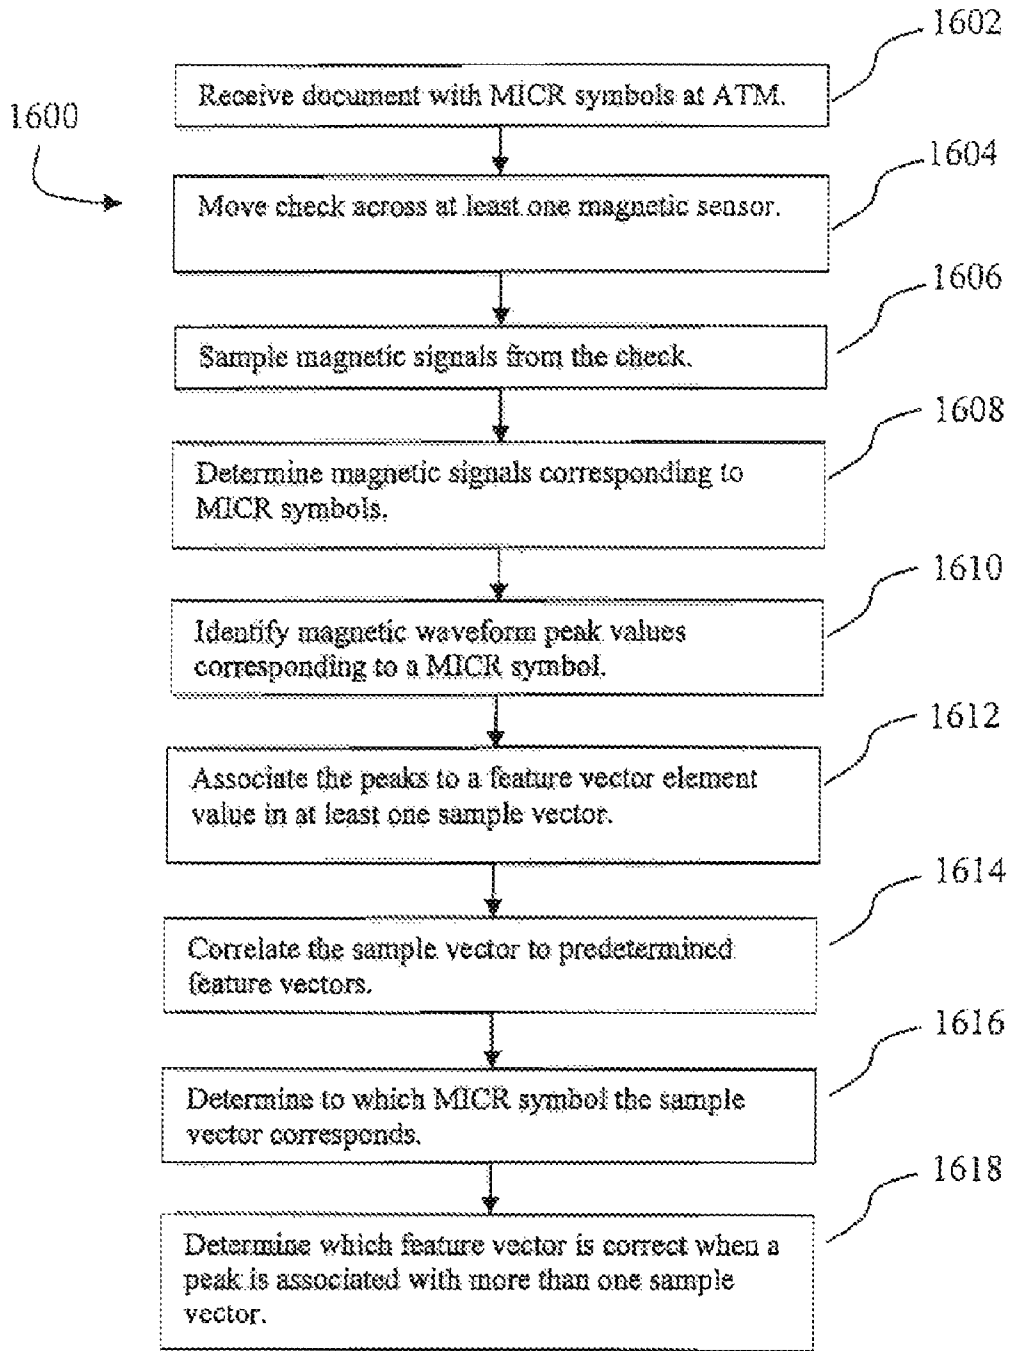 1602
Receive document with MICR symbols at ATM.
1600
1604
Move check across at least one magnetic sensor.
1606
Sample magnetic signals from the check.
1608
Determine magnetic signals corresponding to
MICR symbols.
1610
Identify magnetic waveform peak values
corresponding to a MICR symbol.
1612
Associate the peaks to a feature vector element
value in at least one sample vector.
1614
Correlate the sample vector to predetermined
feature vectors.
1616
Determine to which MICR symbol the sample
vector corresponds.
1618
Determine which feature vector is correct when a
peak is associated with more than one sample
vector.